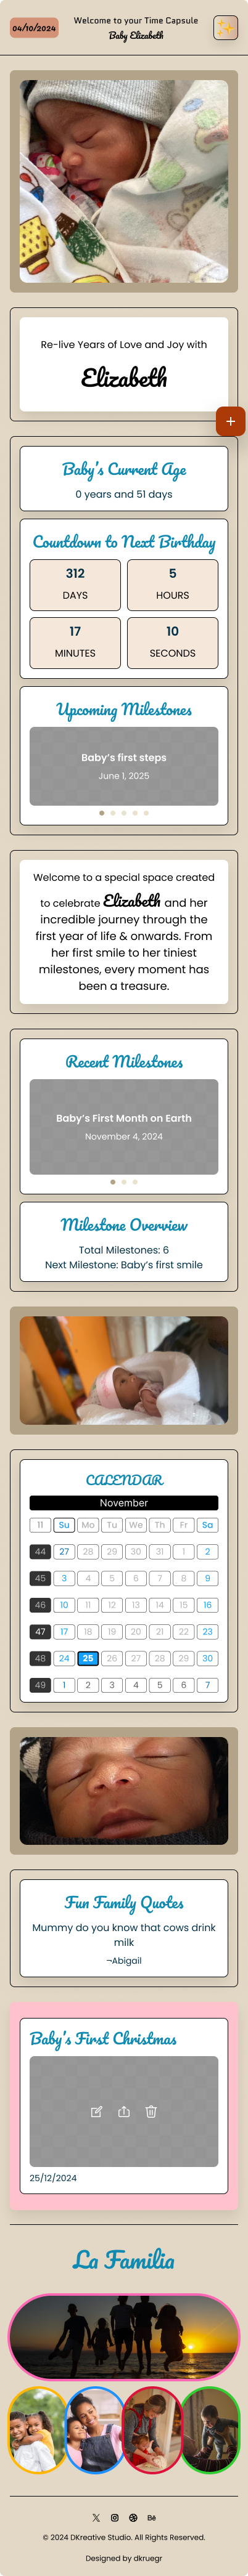 04/10/2024
Welcome to your Time Capsule
Baby Elizabeth
Re-live Years of Love and Joy with
Elizabeth
+
Baby's Current Age
0 years and 51 days
Countdown to Next Birthday
312
DAYS
5
HOURS
17
MINUTES
10
SECONDS
Upcoming Milestones
Baby's first steps
June 1, 2025
Welcome to a special space created
to celebrate Elizabeth and her
incredible journey through the
first year of life & onwards. From
her first smile to her tiniest
milestones, every moment has
been a treasure.
Recent Milestones
Baby's First Month on Earth
November 4, 2024
Milestone Overview
Total Milestones: 6
Next Milestone: Baby's first smile
CALENDAR
November
11 Su Mo Tu We Th Fr Sa
44 27 28 29 30 31 1 2
45 3 4 5 6 7 8 9
46 10 11 12 13 14 15 16
47 17 18 19 20 21 22 23
48 24 25 26 27 28 29 30
49 1 2 3 4 5 6 7
Fun Family Quotes
Mummy do you know that cows drink
milk
~Abigail
Baby's First Christmas
25/12/2024
La Familia
Bē
© 2024 DKreative Studio. All Rights Reserved.
Designed by dkruegr